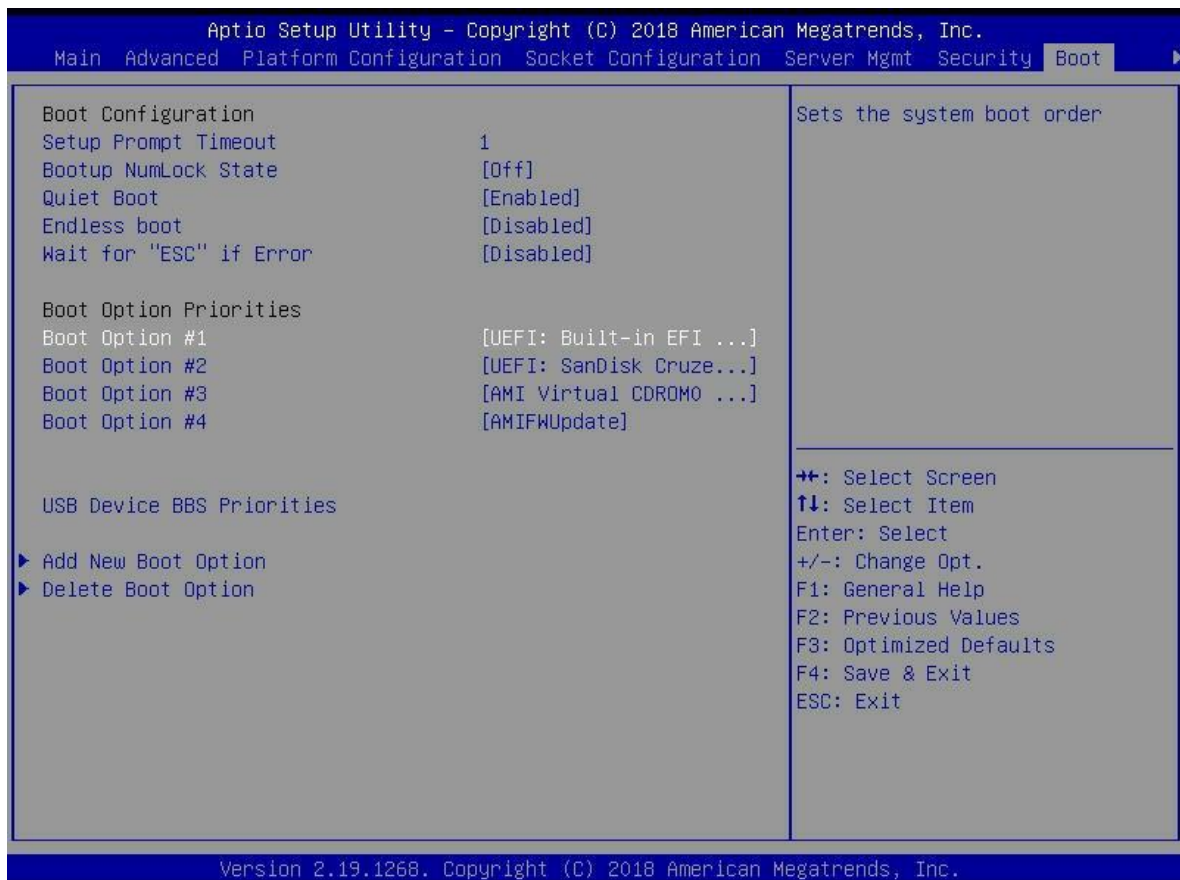 Aptio Setup Utility – Copyright (C) 2018 American Megatrends, Inc.
Main Advanced Platform Configuration Socket Configuration Server Mgmt Security Boot
Boot Configuration
Setup Prompt Timeout 1
Bootup NumLock State [Off]
Quiet Boot [Enabled]
Endless boot [Disabled]
Wait for "ESC" if Error [Disabled]
Boot Option Priorities
Boot Option #1 [UEFI: Built-in EFI ...]
Boot Option #2 [UEFI: SanDisk Cruze...]
Boot Option #3 [AMI Virtual CDROM0 ...]
Boot Option #4 [AMIFWUpdate]
USB Device BBS Priorities
Add New Boot Option
Delete Boot Option
Sets the system boot order
→←: Select Screen
↑↓: Select Item
Enter: Select
+/-: Change Opt.
F1: General Help
F2: Previous Values
F3: Optimized Defaults
F4: Save & Exit
ESC: Exit
Version 2.19.1268. Copyright (C) 2018 American Megatrends, Inc.